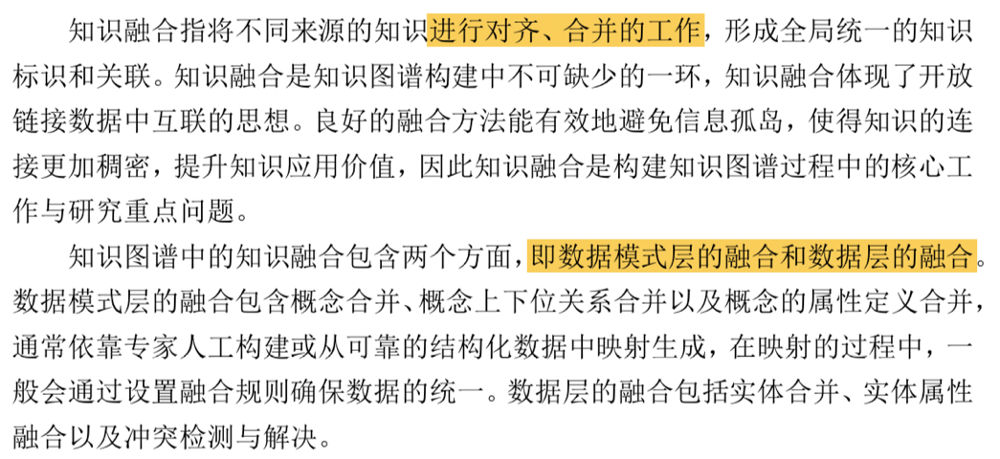 知识融合指将不同来源的知识进行对齐、合并的工作，形成全局统一的知识
标识和关联。知识融合是知识图谱构建中不可缺少的一环，知识融合体现了开放
链接数据中互联的思想。良好的融合方法能有效地避免信息孤岛，使得知识的连
接更加稠密，提升知识应用价值，因此知识融合是构建知识图谱过程中的核心工
作与研究重点问题。
知识图谱中的知识融合包含两个方面，即数据模式层的融合和数据层的融合。
数据模式层的融合包含概念合并、概念上下位关系合并以及概念的属性定义合并，
通常依靠专家人工构建或从可靠的结构化数据中映射生成，在映射的过程中，一
般会通过设置融合规则确保数据的统一。数据层的融合包括实体合并、实体属性
融合以及冲突检测与解决。